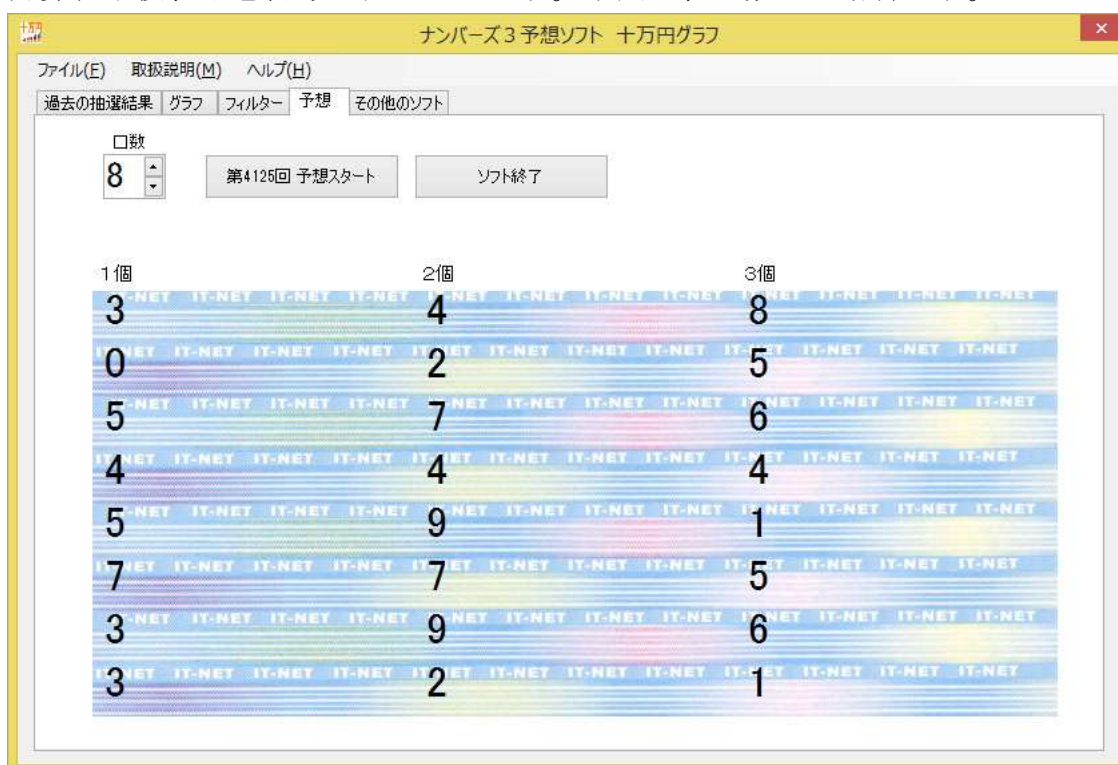 十万円
ナンバーズ3予想ソフト 十万円グラフ
×
ファイル(F) 取扱説明(M) ヘルプ(H)
過去の抽選結果 グラフ フィルター 予想 その他のソフト
口数
8 第4125回 予想スタート ソフト終了
1個 2個 3個
3 4 8
0 2 5
5 7 6
4 4 4
5 9 1
7 7 5
3 9 6
3 2 1